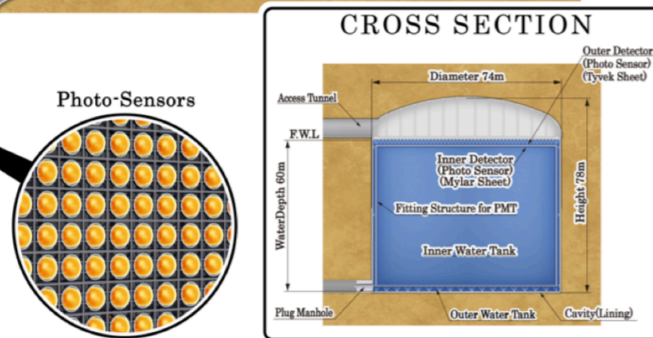 CROSS SECTION
Photo-Sensors
Outer Detector
(Photo Sensor)
(Tyvek Sheet)
Diameter 74m
Access Tunnel
F.W.L
Inner Detector
(Photo Sensor)
(Mylar Sheet)
WaterDepth 60m
Height 78m
Fitting Structure for PMT
Inner Water Tank
Plug Manhole
Outer Water Tank
Cavity(Lining)